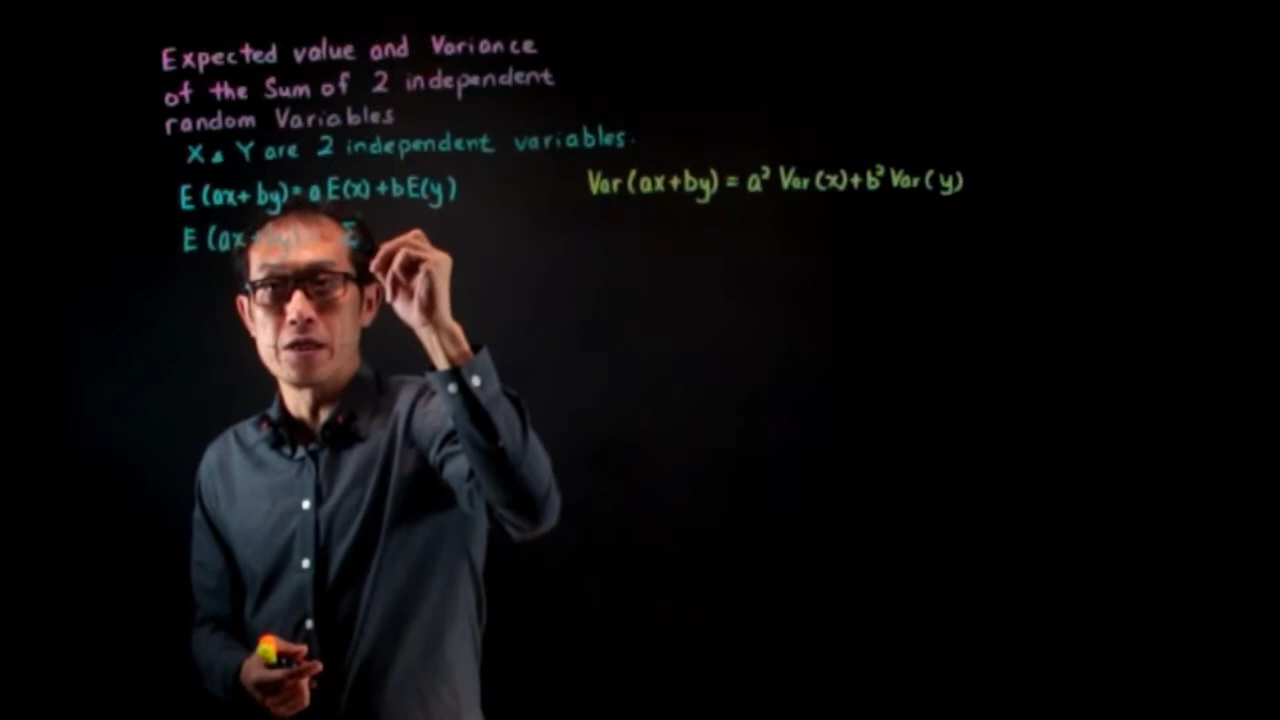 Expected value and Variance
of the Sum of 2 independent
random Variables
X & Y are 2 independent variables.
E (ax+ by) = a E(x) + b E(y)
Var (ax+by) = a² Var (x) + b² Var (y)
E (ax